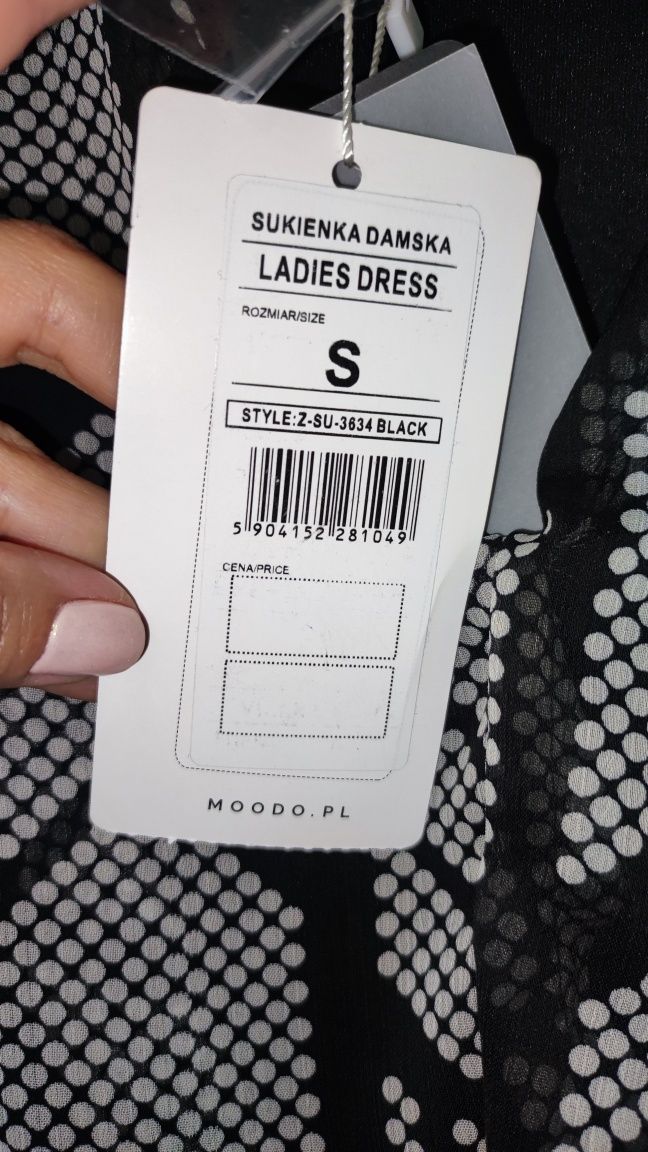 SUKIENKA DAMSKA
LADIES DRESS
ROZMIAR/SIZE
S
STYLE:Z-SU-3634 BLACK
5 904152 281049
CENA/PRICE
MOODO.PL